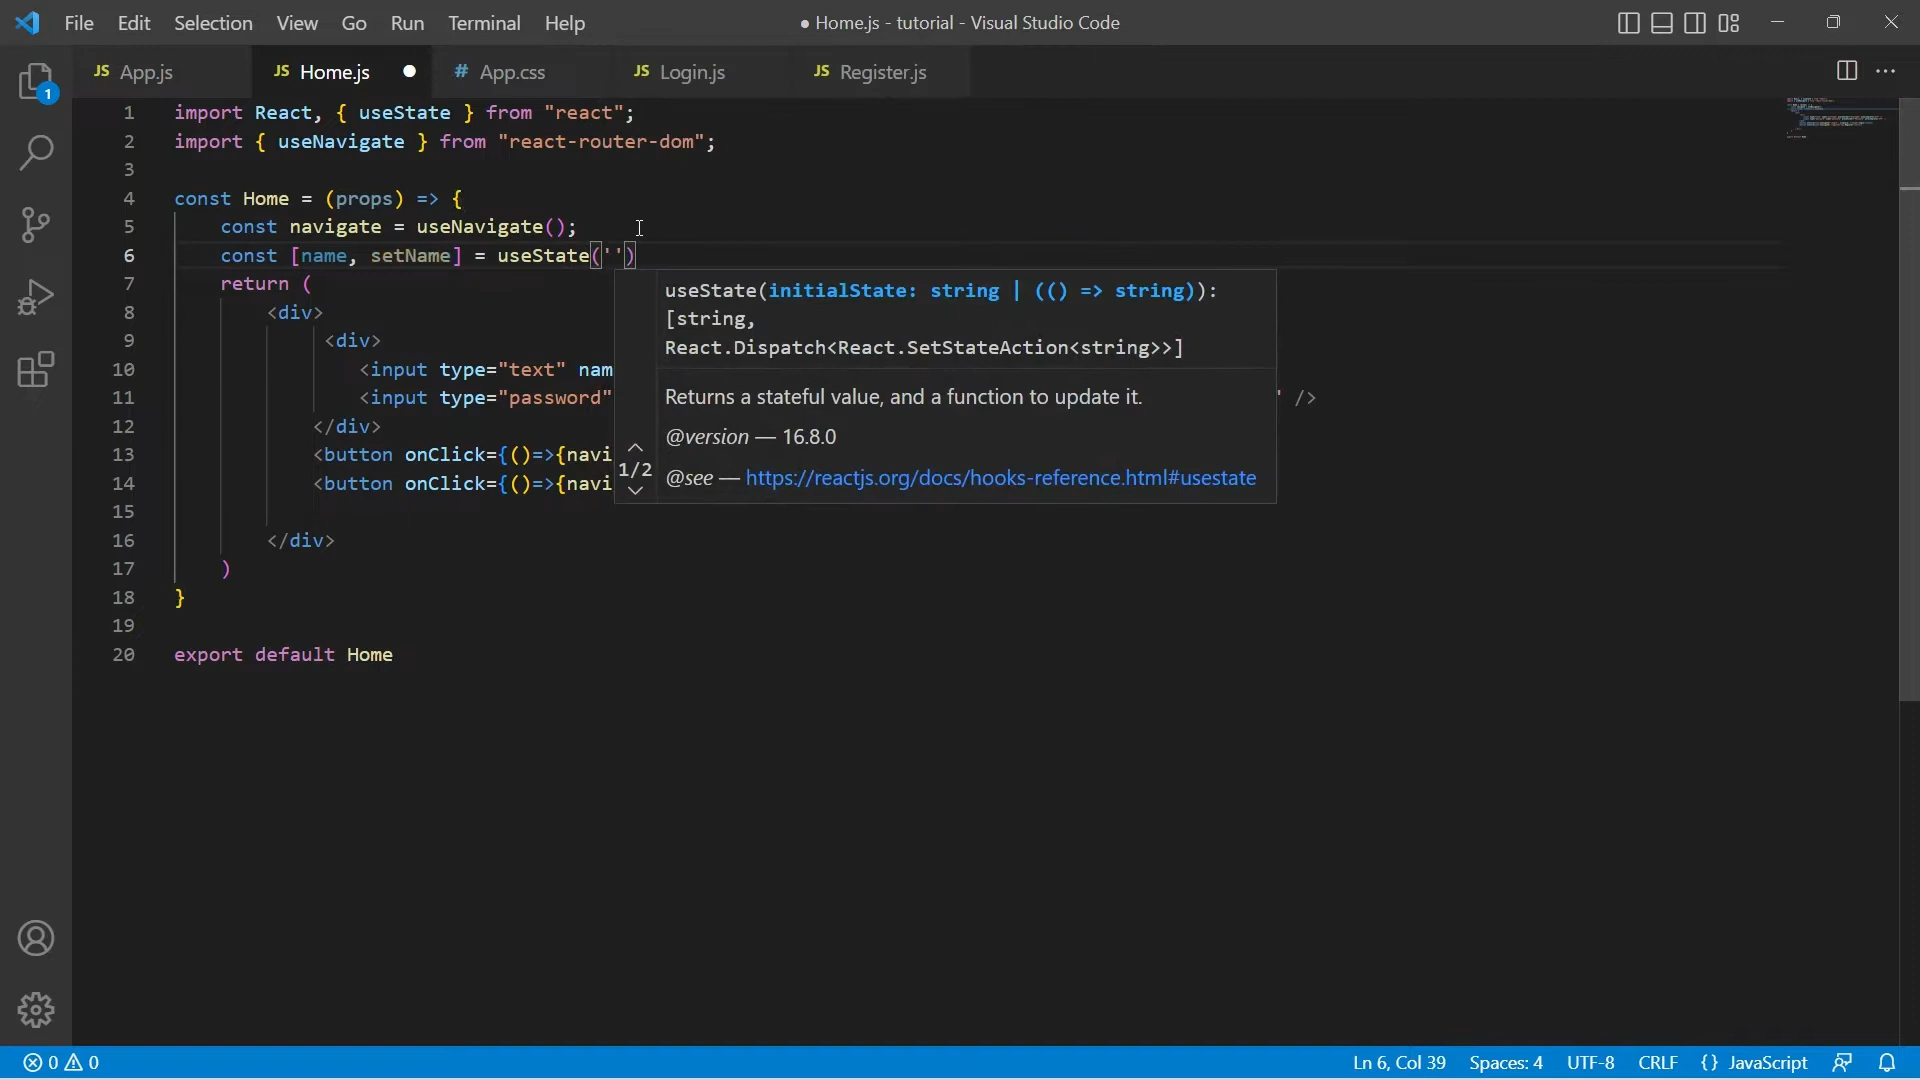 File Edit Selection View Go Run Terminal Help ● Home.js - tutorial - Visual Studio Code
JS App.js JS Home.js ● # App.css JS Login.js JS Register.js
1
1 import React, { useState } from "react";
2 import { useNavigate } from "react-router-dom";
3
4 const Home = (props) => {
5 const navigate = useNavigate();
6 const [name, setName] = useState('')
7 return (
8 <div>
9 <div>
10 <input type="text" nam
11 <input type="password" ' />
12 </div>
13 <button onClick={()=>{navi
14 <button onClick={()=>{navi
15
16 </div>
17 )
18 }
19
20 export default Home
useState(initialState: string | (() => string)):
[string,
React.Dispatch<React.SetStateAction<string>>]
Returns a stateful value, and a function to update it.
@version — 16.8.0
1/2
@see — https://reactjs.org/docs/hooks-reference.html#usestate
0 0 Ln 6, Col 39 Spaces: 4 UTF-8 CRLF {} JavaScript